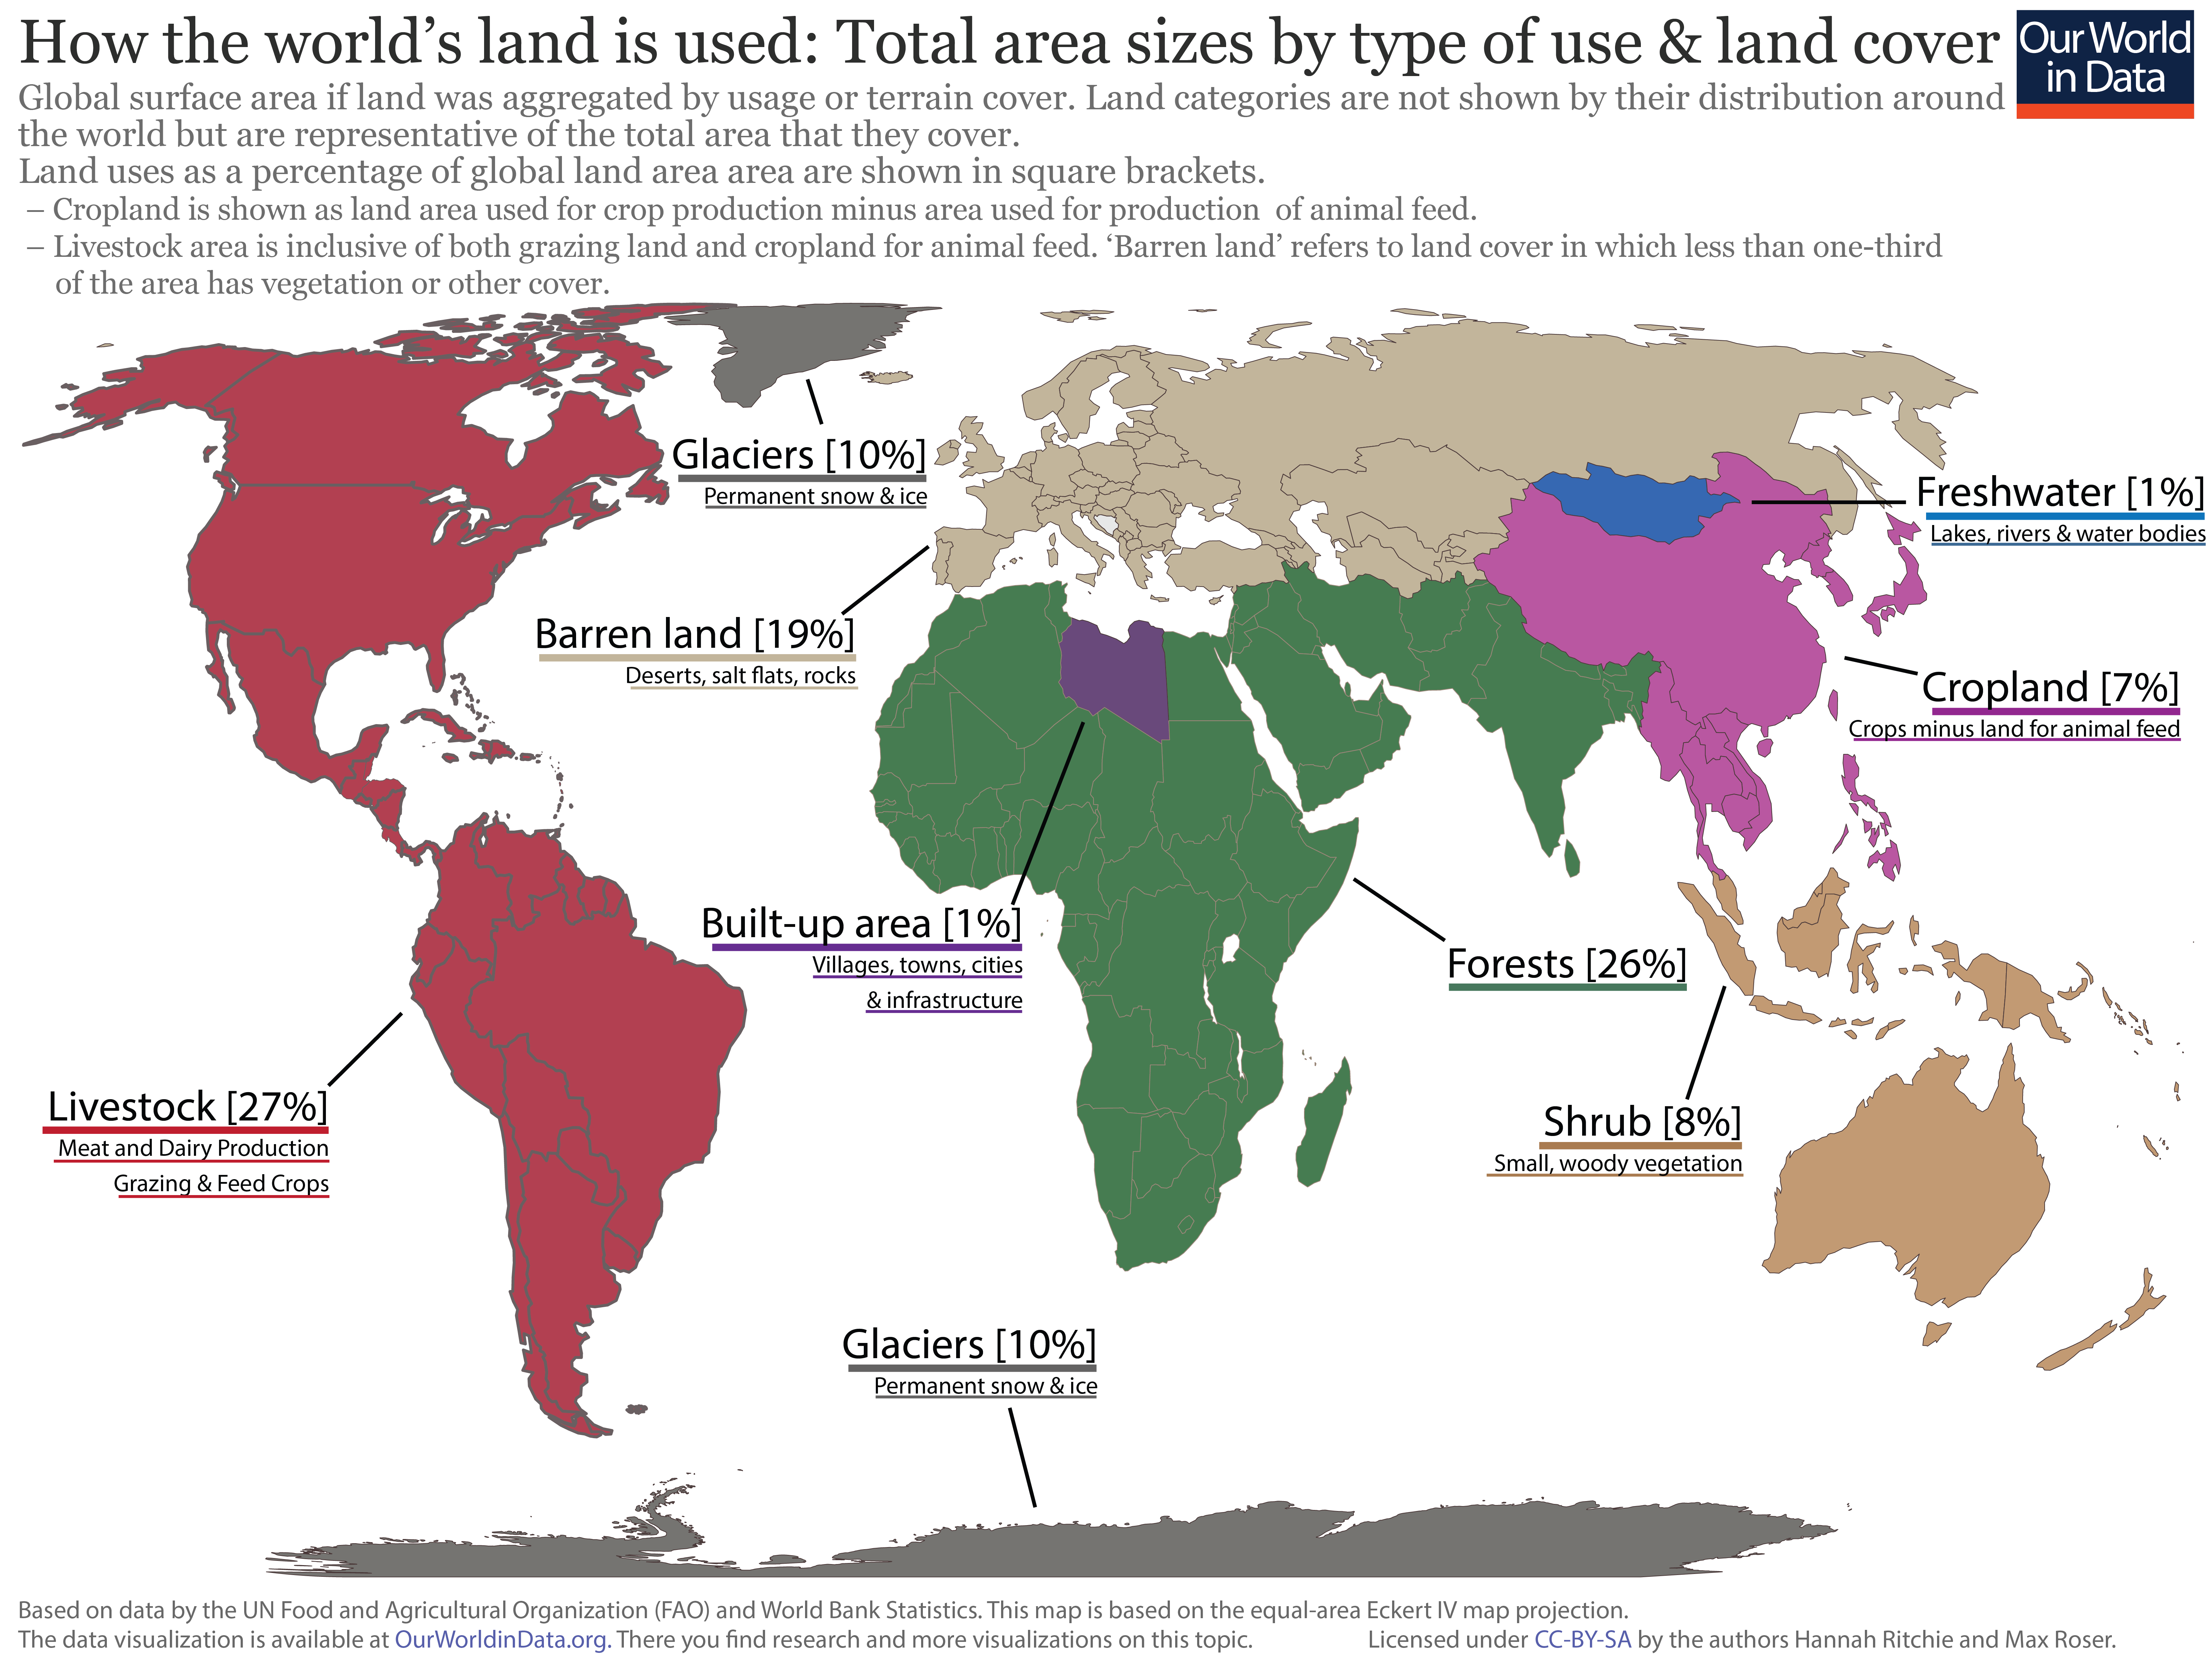 How the world’s land is used: Total area sizes by type of use & land cover
Our World
in Data
Global surface area if land was aggregated by usage or terrain cover. Land categories are not shown by their distribution around
the world but are representative of the total area that they cover.
Land uses as a percentage of global land area area are shown in square brackets.
– Cropland is shown as land area used for crop production minus area used for production of animal feed.
– Livestock area is inclusive of both grazing land and cropland for animal feed. ‘Barren land’ refers to land cover in which less than one-third
of the area has vegetation or other cover.
Glaciers [10%]
Permanent snow & ice
Freshwater [1%]
Lakes, rivers & water bodies
Barren land [19%]
Deserts, salt flats, rocks
Cropland [7%]
Crops minus land for animal feed
Built-up area [1%]
Villages, towns, cities
& infrastructure
Forests [26%]
Livestock [27%]
Meat and Dairy Production
Grazing & Feed Crops
Shrub [8%]
Small, woody vegetation
Glaciers [10%]
Permanent snow & ice
Based on data by the UN Food and Agricultural Organization (FAO) and World Bank Statistics. This map is based on the equal-area Eckert IV map projection.
The data visualization is available at OurWorldinData.org. There you find research and more visualizations on this topic.
Licensed under CC-BY-SA by the authors Hannah Ritchie and Max Roser.